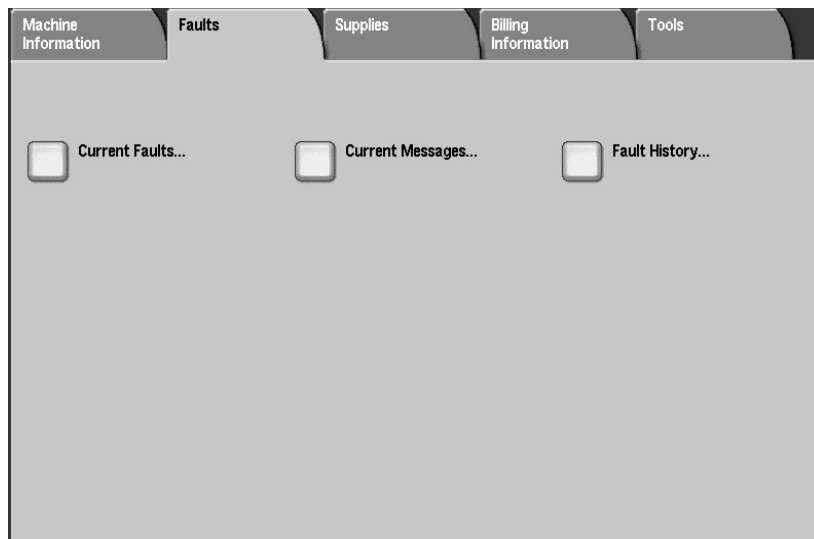 Machine
Information
Faults
Supplies
Billing
Information
Tools
Current Faults...
Current Messages...
Fault History...